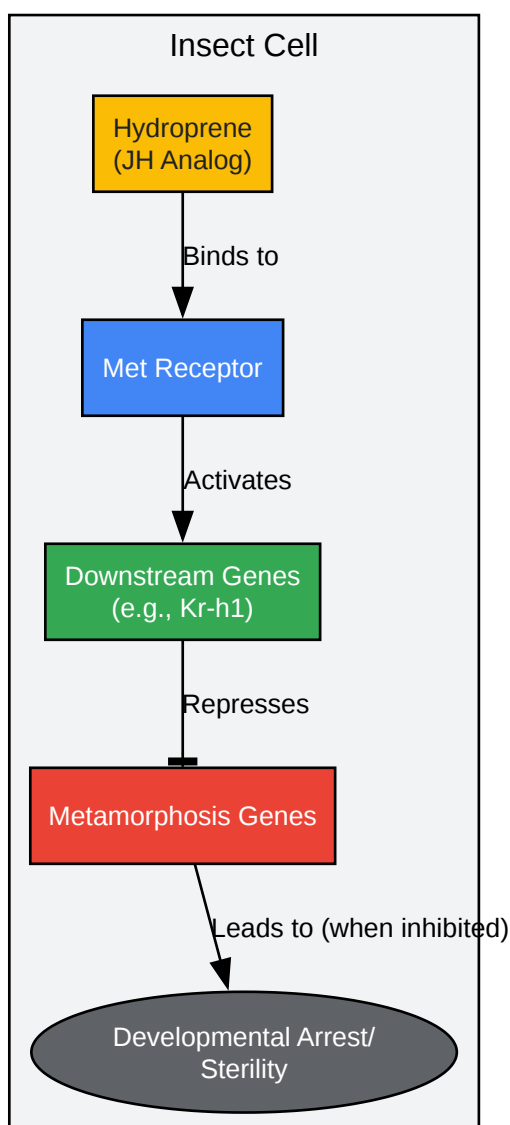 Insect Cell
Hydroprene
(JH Analog)
Binds to
Met Receptor
Activates
Downstream Genes
(e.g., Kr-h1)
Represses
Metamorphosis Genes
Leads to (when inhibited)
Developmental Arrest/
Sterility